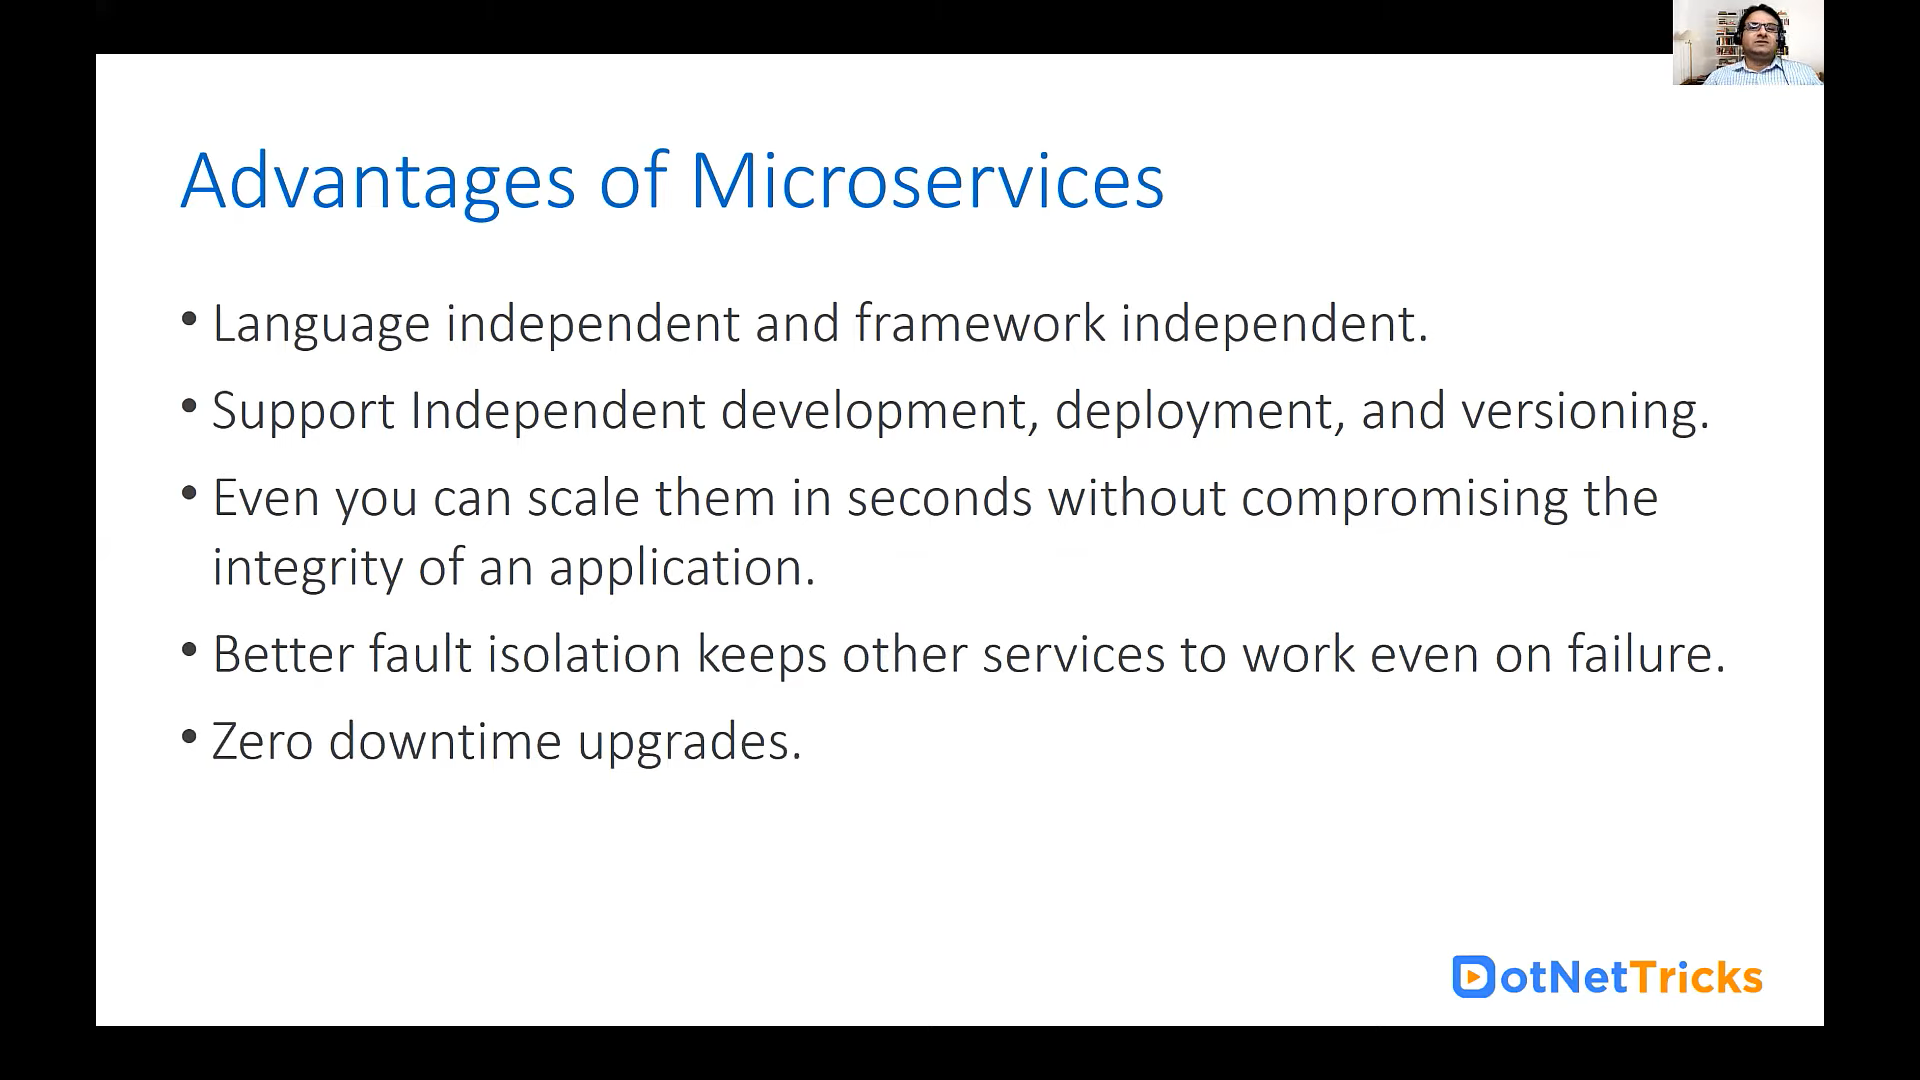 Advantages of Microservices
• Language independent and framework independent.
• Support Independent development, deployment, and versioning.
• Even you can scale them in seconds without compromising the
integrity of an application.
• Better fault isolation keeps other services to work even on failure.
• Zero downtime upgrades.
DotNetTricks